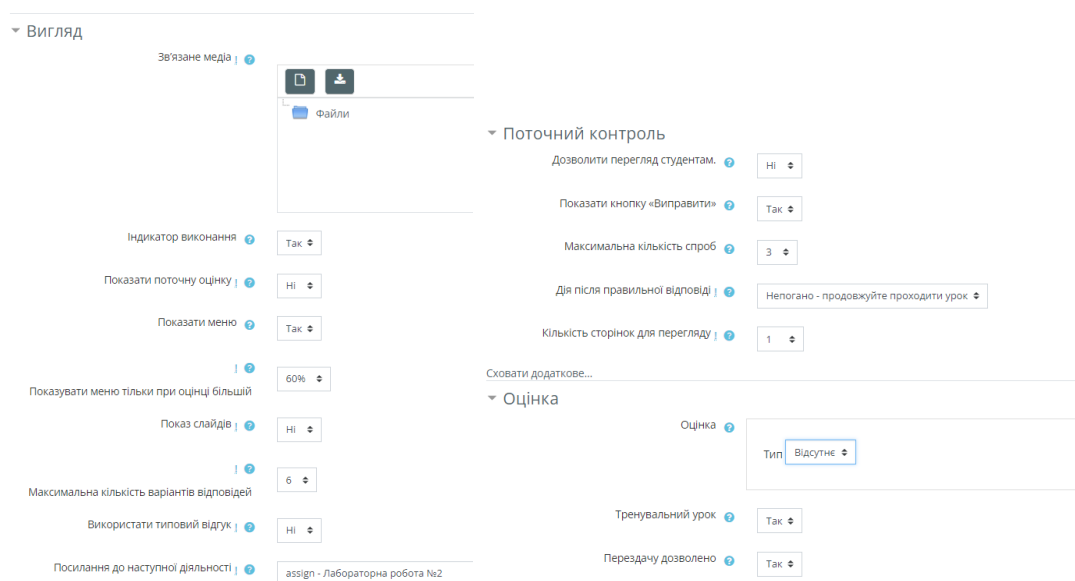 Вигляд
Зв'язане медіа
Файли
Індикатор виконання
Так
Показати поточну оцінку
Ні
Показати меню
Так
Показувати меню тільки при оцінці більшій
60%
Показ слайдів
Ні
Максимальна кількість варіантів відповідей
6
Використати типовий відгук
Ні
Посилання до наступної діяльності
assign - Лабораторна робота №2
Поточний контроль
Дозволити перегляд студентам.
Ні
Показати кнопку «Виправити»
Так
Максимальна кількість спроб
3
Дія після правильної відповіді
Непогано - продовжуйте проходити урок
Кількість сторінок для перегляду
1
Сховати додаткове...
Оцінка
Оцінка
Тип Відсутнє
Тренувальний урок
Так
Перездачу дозволено
Так